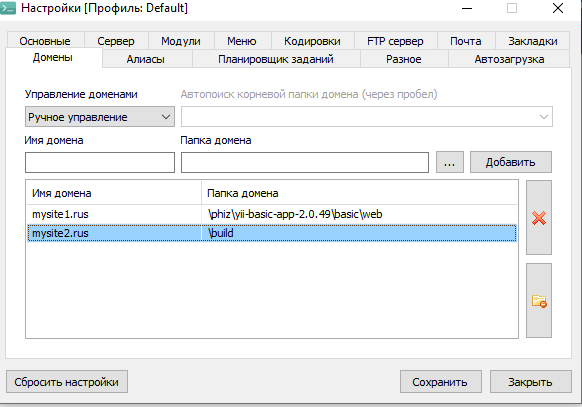 Настройки [Профиль: Default]
Основные Сервер Модули Меню Кодировки FTP сервер Почта Закладки
Домены Алиасы Планировщик заданий Разное Автозагрузка
Управление доменами Автопоиск корневой папки домена (через пробел)
Ручное управление
Имя домена Папка домена
... Добавить
Имя домена Папка домена
mysite1.rus \phiz\yii-basic-app-2.0.49\basic\web
mysite2.rus \build
Сбросить настройки Сохранить Закрыть